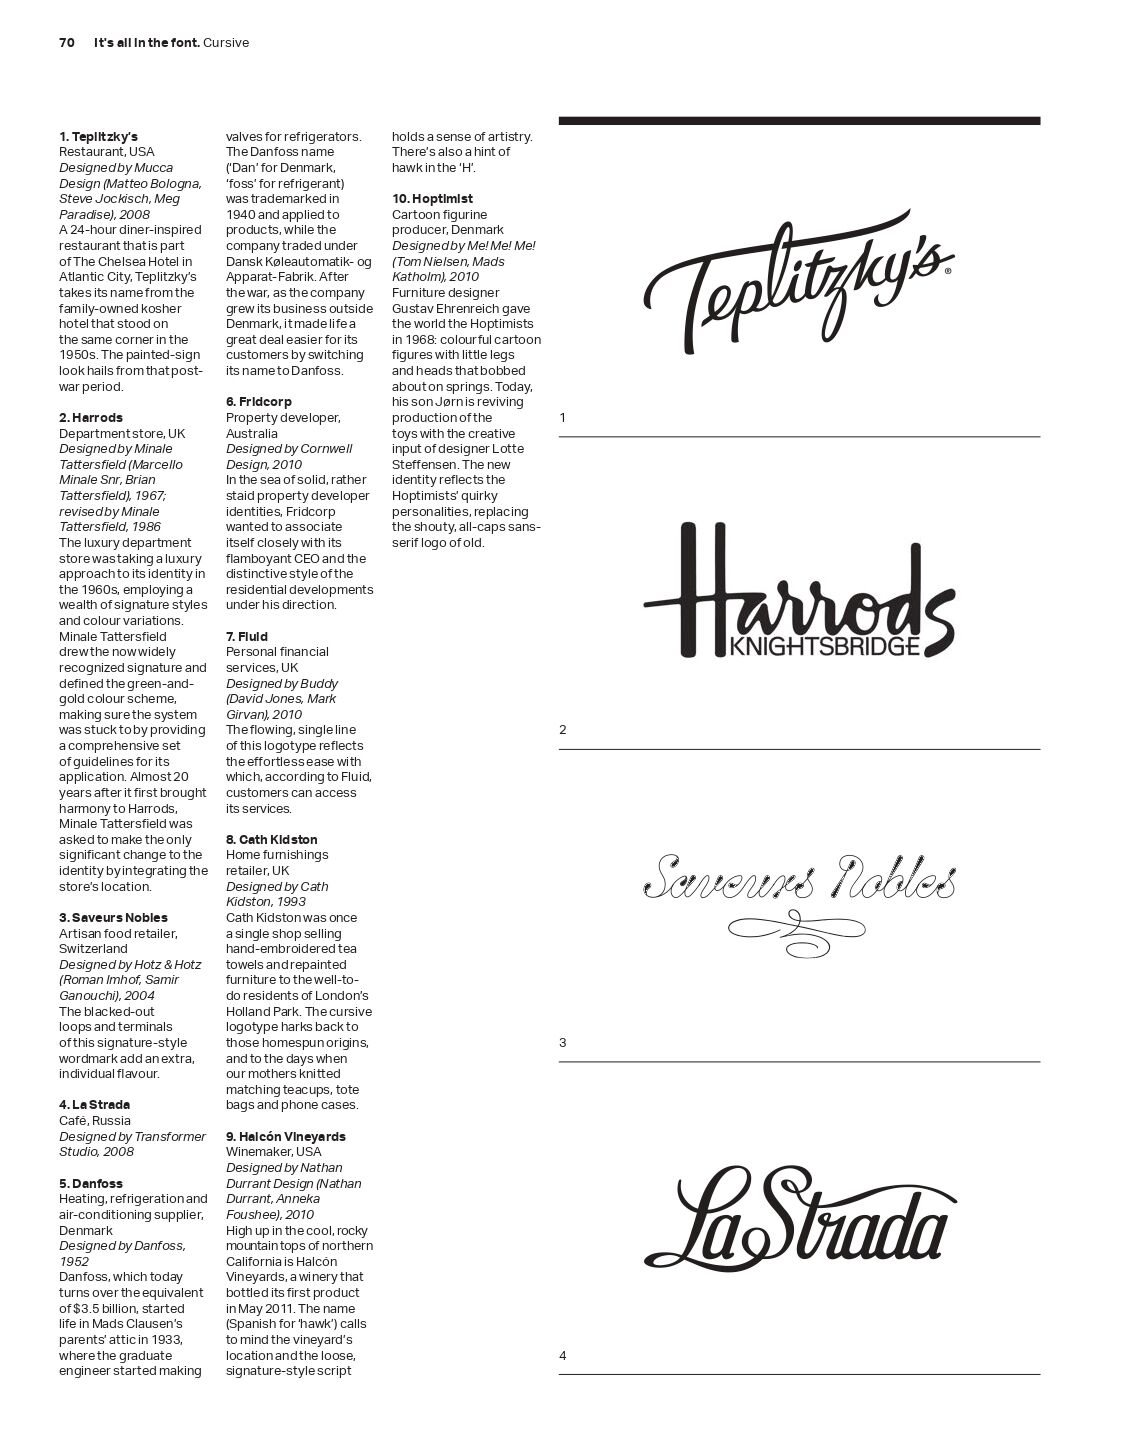 70 It's all in the font. Cursive
1. Teplitzky's
Restaurant, USA
Designed by Mucca
Design (Matteo Bologna,
Steve Jockisch, Meg
Paradise), 2008
A 24-hour diner-inspired
restaurant that is part
of The Chelsea Hotel in
Atlantic City, Teplitzky's
takes its name from the
family-owned kosher
hotel that stood on
the same corner in the
1950s. The painted-sign
look hails from that post-
war period.
2. Harrods
Department store, UK
Designed by Minale
Tattersfield (Marcello
Minale Snr, Brian
Tattersfield), 1967;
revised by Minale
Tattersfield, 1986
The luxury department
store was taking a luxury
approach to its identity in
the 1960s, employing a
wealth of signature styles
and colour variations.
Minale Tattersfield
drew the now widely
recognized signature and
defined the green-and-
gold colour scheme,
making sure the system
was stuck to by providing
a comprehensive set
of guidelines for its
application. Almost 20
years after it first brought
harmony to Harrods,
Minale Tattersfield was
asked to make the only
significant change to the
identity by integrating the
store's location.
3. Saveurs Nobles
Artisan food retailer,
Switzerland
Designed by Hotz & Hotz
(Roman Imhof, Samir
Ganouchi), 2004
The blacked-out
loops and terminals
of this signature-style
wordmark add an extra,
individual flavour.
4. La Strada
Café, Russia
Designed by Transformer
Studio, 2008
5. Danfoss
Heating, refrigeration and
air-conditioning supplier,
Denmark
Designed by Danfoss,
1952
Danfoss, which today
turns over the equivalent
of $3.5 billion, started
life in Mads Clausen's
parents' attic in 1933,
where the graduate
engineer started making
valves for refrigerators.
The Danfoss name
('Dan' for Denmark,
'foss' for refrigerant)
was trademarked in
1940 and applied to
products, while the
company traded under
Dansk Køleautomatik- og
Apparat-Fabrik. After
the war, as the company
grew its business outside
Denmark, it made life a
great deal easier for its
customers by switching
its name to Danfoss.
6. Fridcorp
Property developer,
Australia
Designed by Cornwell
Design, 2010
In the sea of solid, rather
staid property developer
identities, Fridcorp
wanted to associate
itself closely with its
flamboyant CEO and the
distinctive style of the
residential developments
under his direction.
7. Fluid
Personal financial
services, UK
Designed by Buddy
(David Jones, Mark
Girvan), 2010
The flowing, single line
of this logotype reflects
the effortless ease with
which, according to Fluid,
customers can access
its services.
8. Cath Kidston
Home furnishings
retailer, UK
Designed by Cath
Kidston, 1993
Cath Kidston was once
a single shop selling
hand-embroidered tea
towels and repainted
furniture to the well-to-
do residents of London's
Holland Park. The cursive
logotype harks back to
those homespun origins,
and to the days when
our mothers knitted
matching teacups, tote
bags and phone cases.
9. Halcón Vineyards
Winemaker, USA
Designed by Nathan
Durrant Design (Nathan
Durrant, Anneka
Foushee), 2010
High up in the cool, rocky
mountain tops of northern
California is Halcón
Vineyards, a winery that
bottled its first product
in May 2011. The name
(Spanish for 'hawk') calls
to mind the vineyard's
location and the loose,
signature-style script
holds a sense of artistry.
There's also a hint of
hawk in the 'H'.
10. Hoptimist
Cartoon figurine
producer, Denmark
Designed by Me! Me! Me!
(Tom Nielsen, Mads
Katholm), 2010
Furniture designer
Gustav Ehrenreich gave
the world the Hoptimists
in 1968: colourful cartoon
figures with little legs
and heads that bobbed
about on springs. Today,
his son Jørn is reviving
production of the
toys with the creative
input of designer Lotte
Steffensen. The new
identity reflects the
Hoptimists' quirky
personalities, replacing
the shouty, all-caps sans-
serif logo of old.
Teplitzky's®
1
Harrods
KNIGHTSBRIDGE
2
Saveurs Nobles
3
La Strada
4